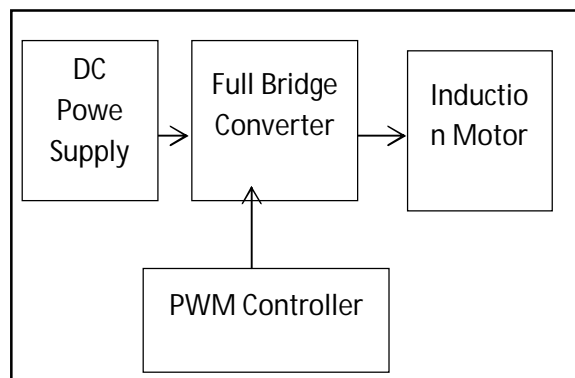 DC
Powe
Supply
Full Bridge
Converter
Inductio
n Motor
PWM Controller